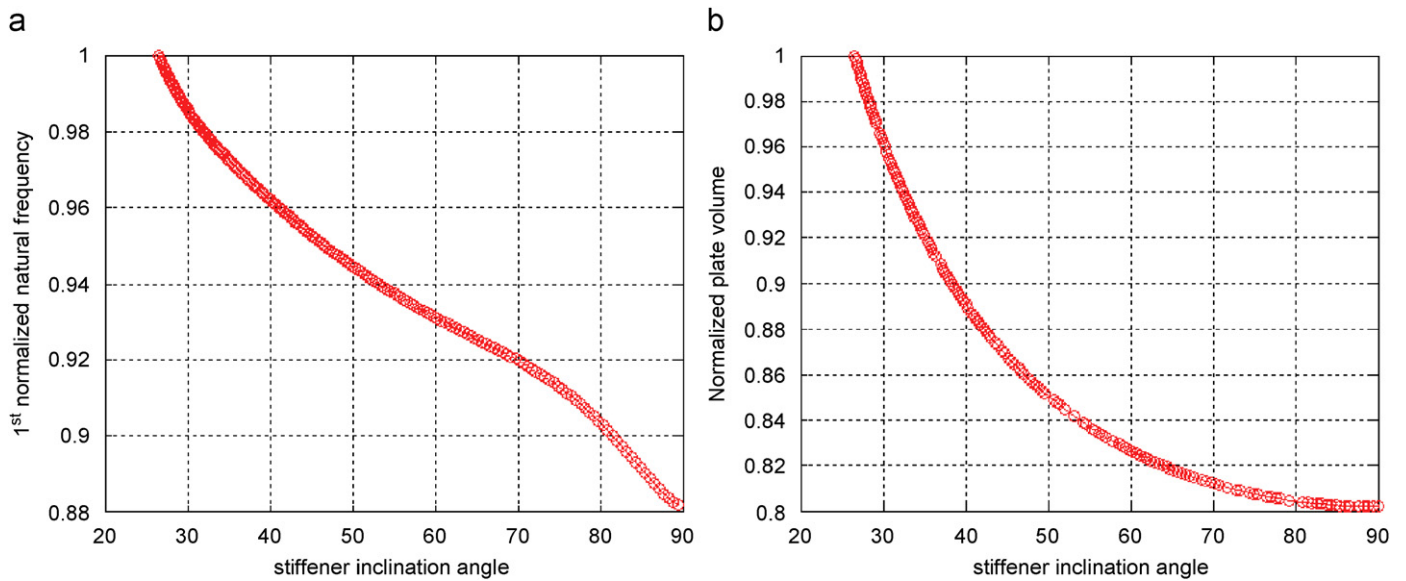 a
1
0.98
0.96
0.94
0.92
0.9
0.88
20 30 40 50 60 70 80 90
1st normalized natural frequency
stiffener inclination angle
b
1
0.98
0.96
0.94
0.92
0.9
0.88
0.86
0.84
0.82
0.8
20 30 40 50 60 70 80 90
Normalized plate volume
stiffener inclination angle